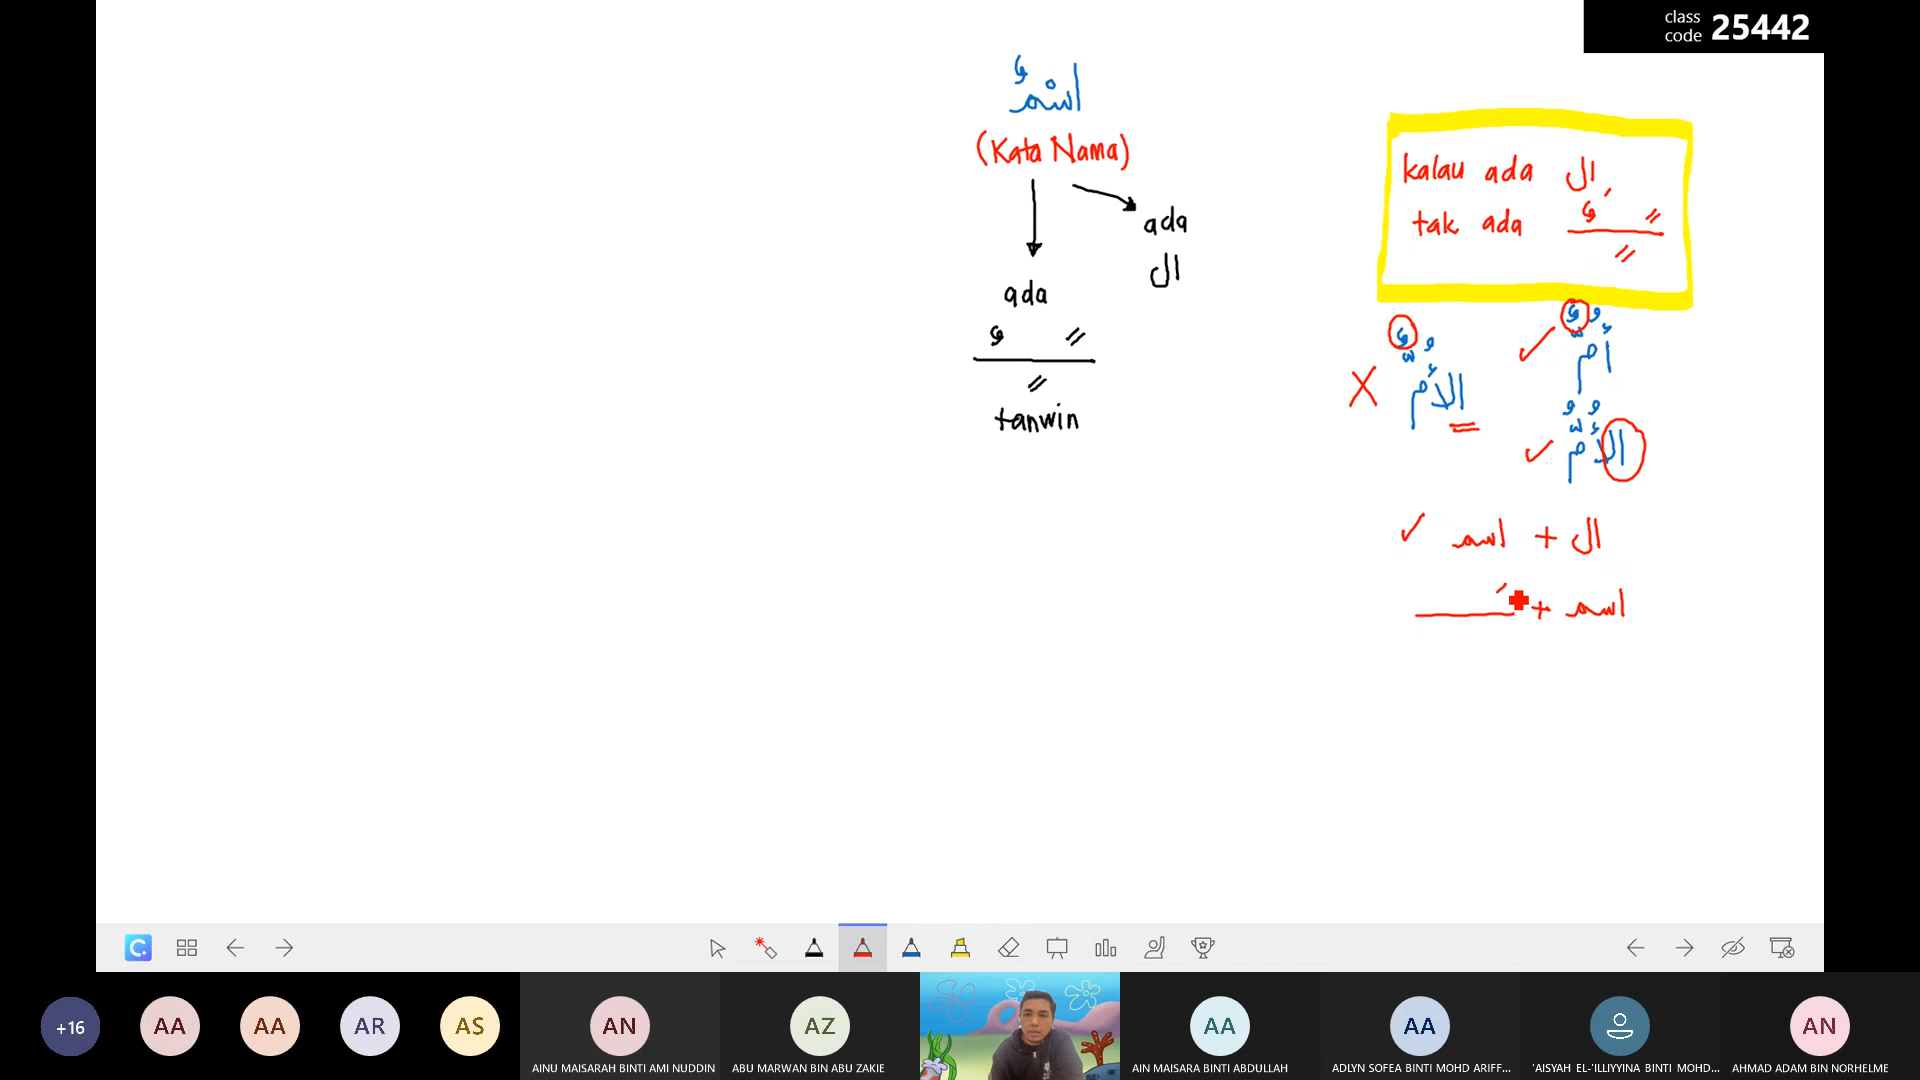 class code 25442
اسْمٌ
(Kata Nama)
ada
ال
ada
ٌ ً
ٍ
tanwin
kalau ada ال,
tak ada ٌ ً
ٍ
X الأُمٌّ
✓ أُمٌّ
✓ الأُمُّ
✓ اسم + ال
+ اسم
+16
AA
AA
AR
AS
AN
AINU MAISARAH BINTI AMI NUDDIN
AZ
ABU MARWAN BIN ABU ZAKIE
AA
AIN MAISARA BINTI ABDULLAH
AA
ADLYN SOFEA BINTI MOHD ARIFF...
'AISYAH EL-'ILLIYYINA BINTI MOHD...
AN
AHMAD ADAM BIN NORHELME